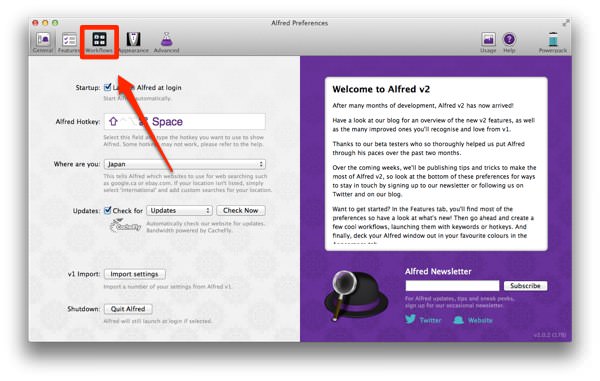 Alfred Preferences
General Features Workflows Appearance Advanced Usage Help Powerpack
Startup: Launch Alfred at login
Start Alfred automatically.
Alfred Hotkey: Space
Select this field and type the hotkey you want to use to show
Alfred. Some hotkeys may not work, please refer to the help.
Where are you: Japan
This tells Alfred which websites to use for web searching such
as google.ca or ebay.com. If your location isn't listed, simply
select 'international' and add custom searches for your location.
Updates: Check for Updates Check Now
CacheFly
Automatically check our website for updates.
Bandwidth powered by CacheFly.
v1 Import: Import settings
Import a number of your settings from Alfred v1.
Shutdown: Quit Alfred
Alfred will still launch at login if selected.
Welcome to Alfred v2
After many months of development, Alfred v2 has now arrived!
Have a look at our blog for an overview of the new v2 features, as well
as the many improved ones you'll recognise and love from v1.
Thanks to our beta testers who so thoroughly helped us put Alfred
through his paces over the past two months.
Over the coming weeks, we'll be publishing tips and tricks to make the
most of Alfred v2, so look at the bottom of these preferences for ways
to stay in touch by signing up to our newsletter or following us on
Twitter and on our blog.
Want to get started? In the Features tab, you'll find most of the
preferences so have a look at what's new! Then go ahead and create a
few cool workflows, launching them with keywords or hotkeys. And
finally, deck your Alfred window out in your favourite colours in the
Appearance tab
Alfred Newsletter
Subscribe
For Alfred updates, tips and sneak peeks,
sign up for our occasional newsletter.
Twitter Website
v2.0.2 (178)